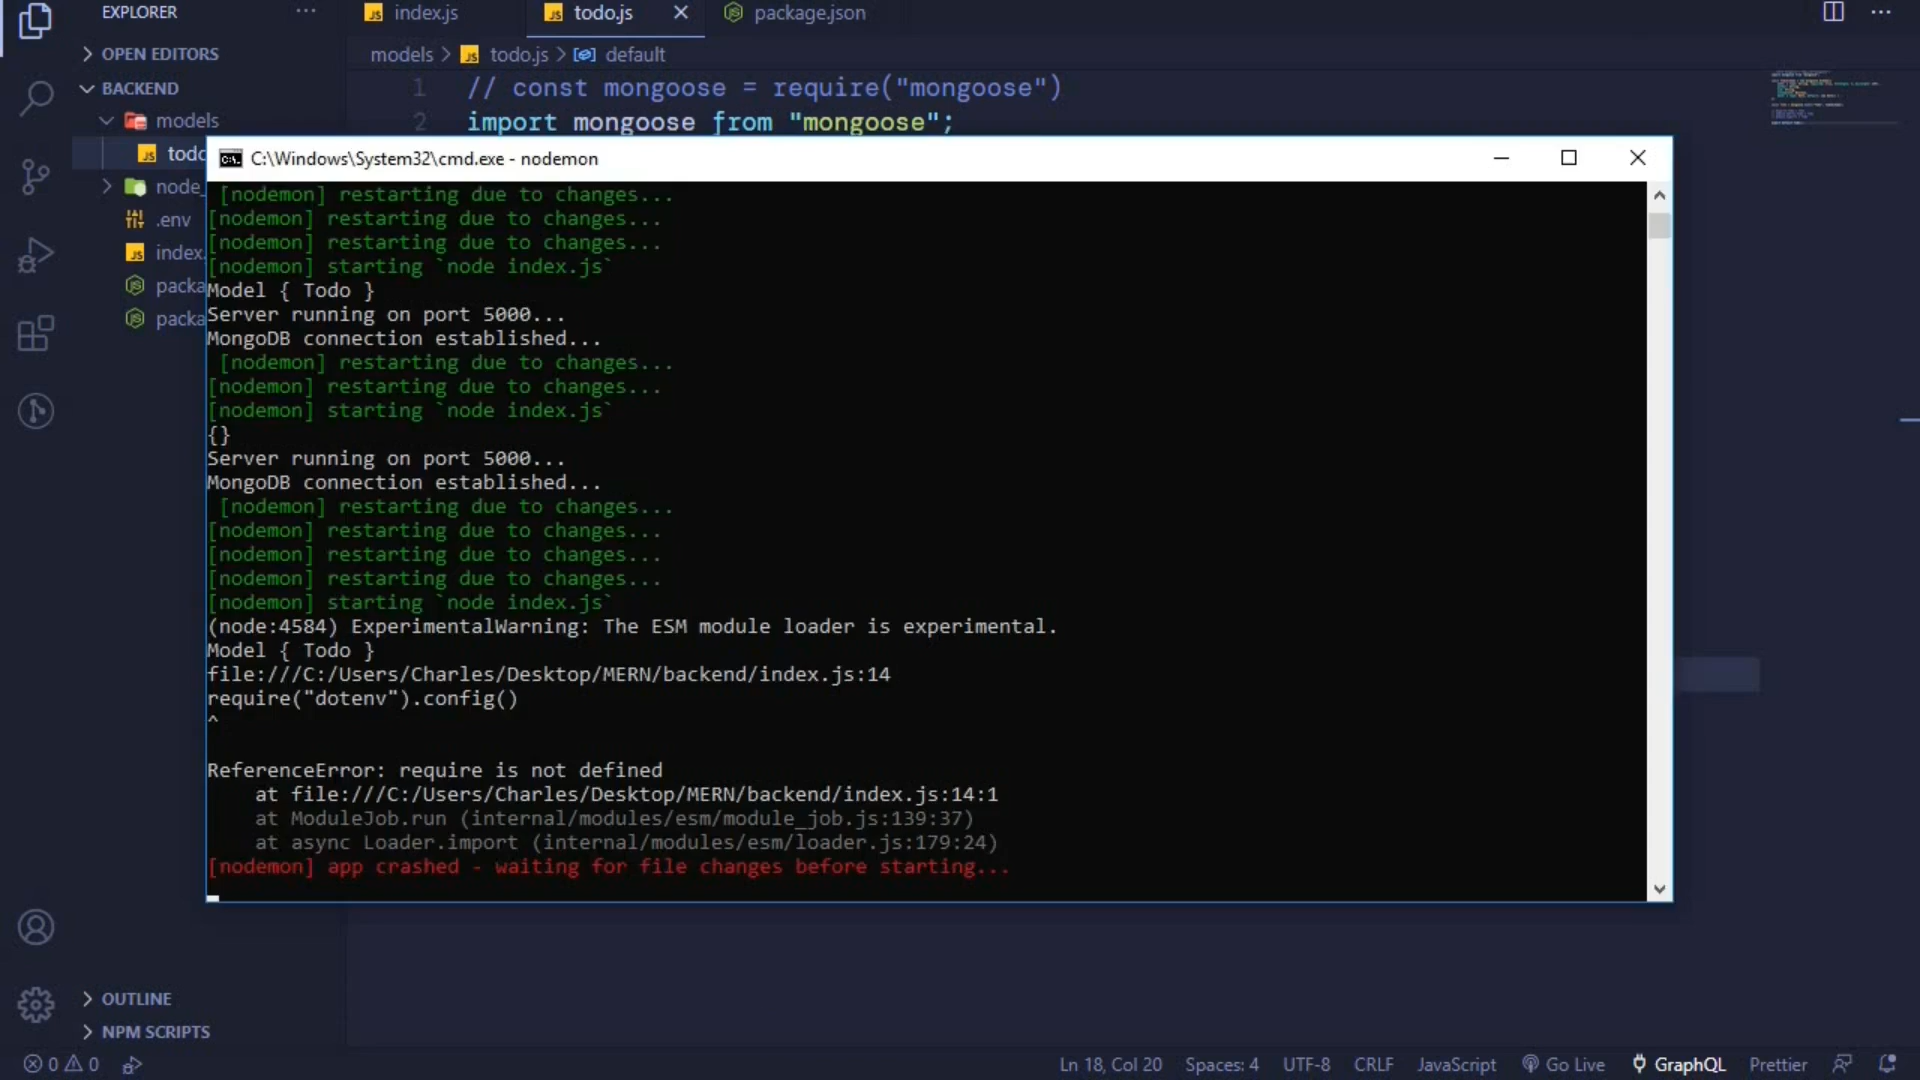 EXPLORER ...
index.js
todo.js
package.json
OPEN EDITORS
models > todo.js > default
BACKEND
1 // const mongoose = require("mongoose")
models
2 import mongoose from "mongoose";
todo
C:\Windows\System32\cmd.exe - nodemon
node_
.env
index.
packa
packa
[nodemon] restarting due to changes...
[nodemon] restarting due to changes...
[nodemon] restarting due to changes...
[nodemon] starting `node index.js`
Model { Todo }
Server running on port 5000...
MongoDB connection established...
[nodemon] restarting due to changes...
[nodemon] restarting due to changes...
[nodemon] starting `node index.js`
{}
Server running on port 5000...
MongoDB connection established...
[nodemon] restarting due to changes...
[nodemon] restarting due to changes...
[nodemon] restarting due to changes...
[nodemon] restarting due to changes...
[nodemon] starting `node index.js`
(node:4584) ExperimentalWarning: The ESM module loader is experimental.
Model { Todo }
file:///C:/Users/Charles/Desktop/MERN/backend/index.js:14
require("dotenv").config()
^
ReferenceError: require is not defined
at file:///C:/Users/Charles/Desktop/MERN/backend/index.js:14:1
at ModuleJob.run (internal/modules/esm/module_job.js:139:37)
at async Loader.import (internal/modules/esm/loader.js:179:24)
[nodemon] app crashed - waiting for file changes before starting...
OUTLINE
NPM SCRIPTS
0 0 Ln 18, Col 20 Spaces: 4 UTF-8 CRLF JavaScript Go Live GraphQL Prettier